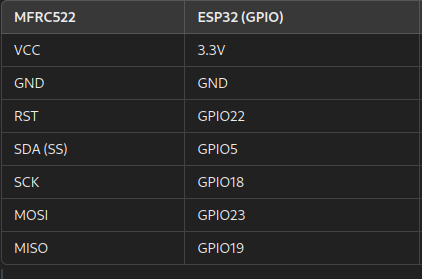 MFRC522 ESP32 (GPIO)
VCC 3.3V
GND GND
RST GPIO22
SDA (SS) GPIO5
SCK GPIO18
MOSI GPIO23
MISO GPIO19